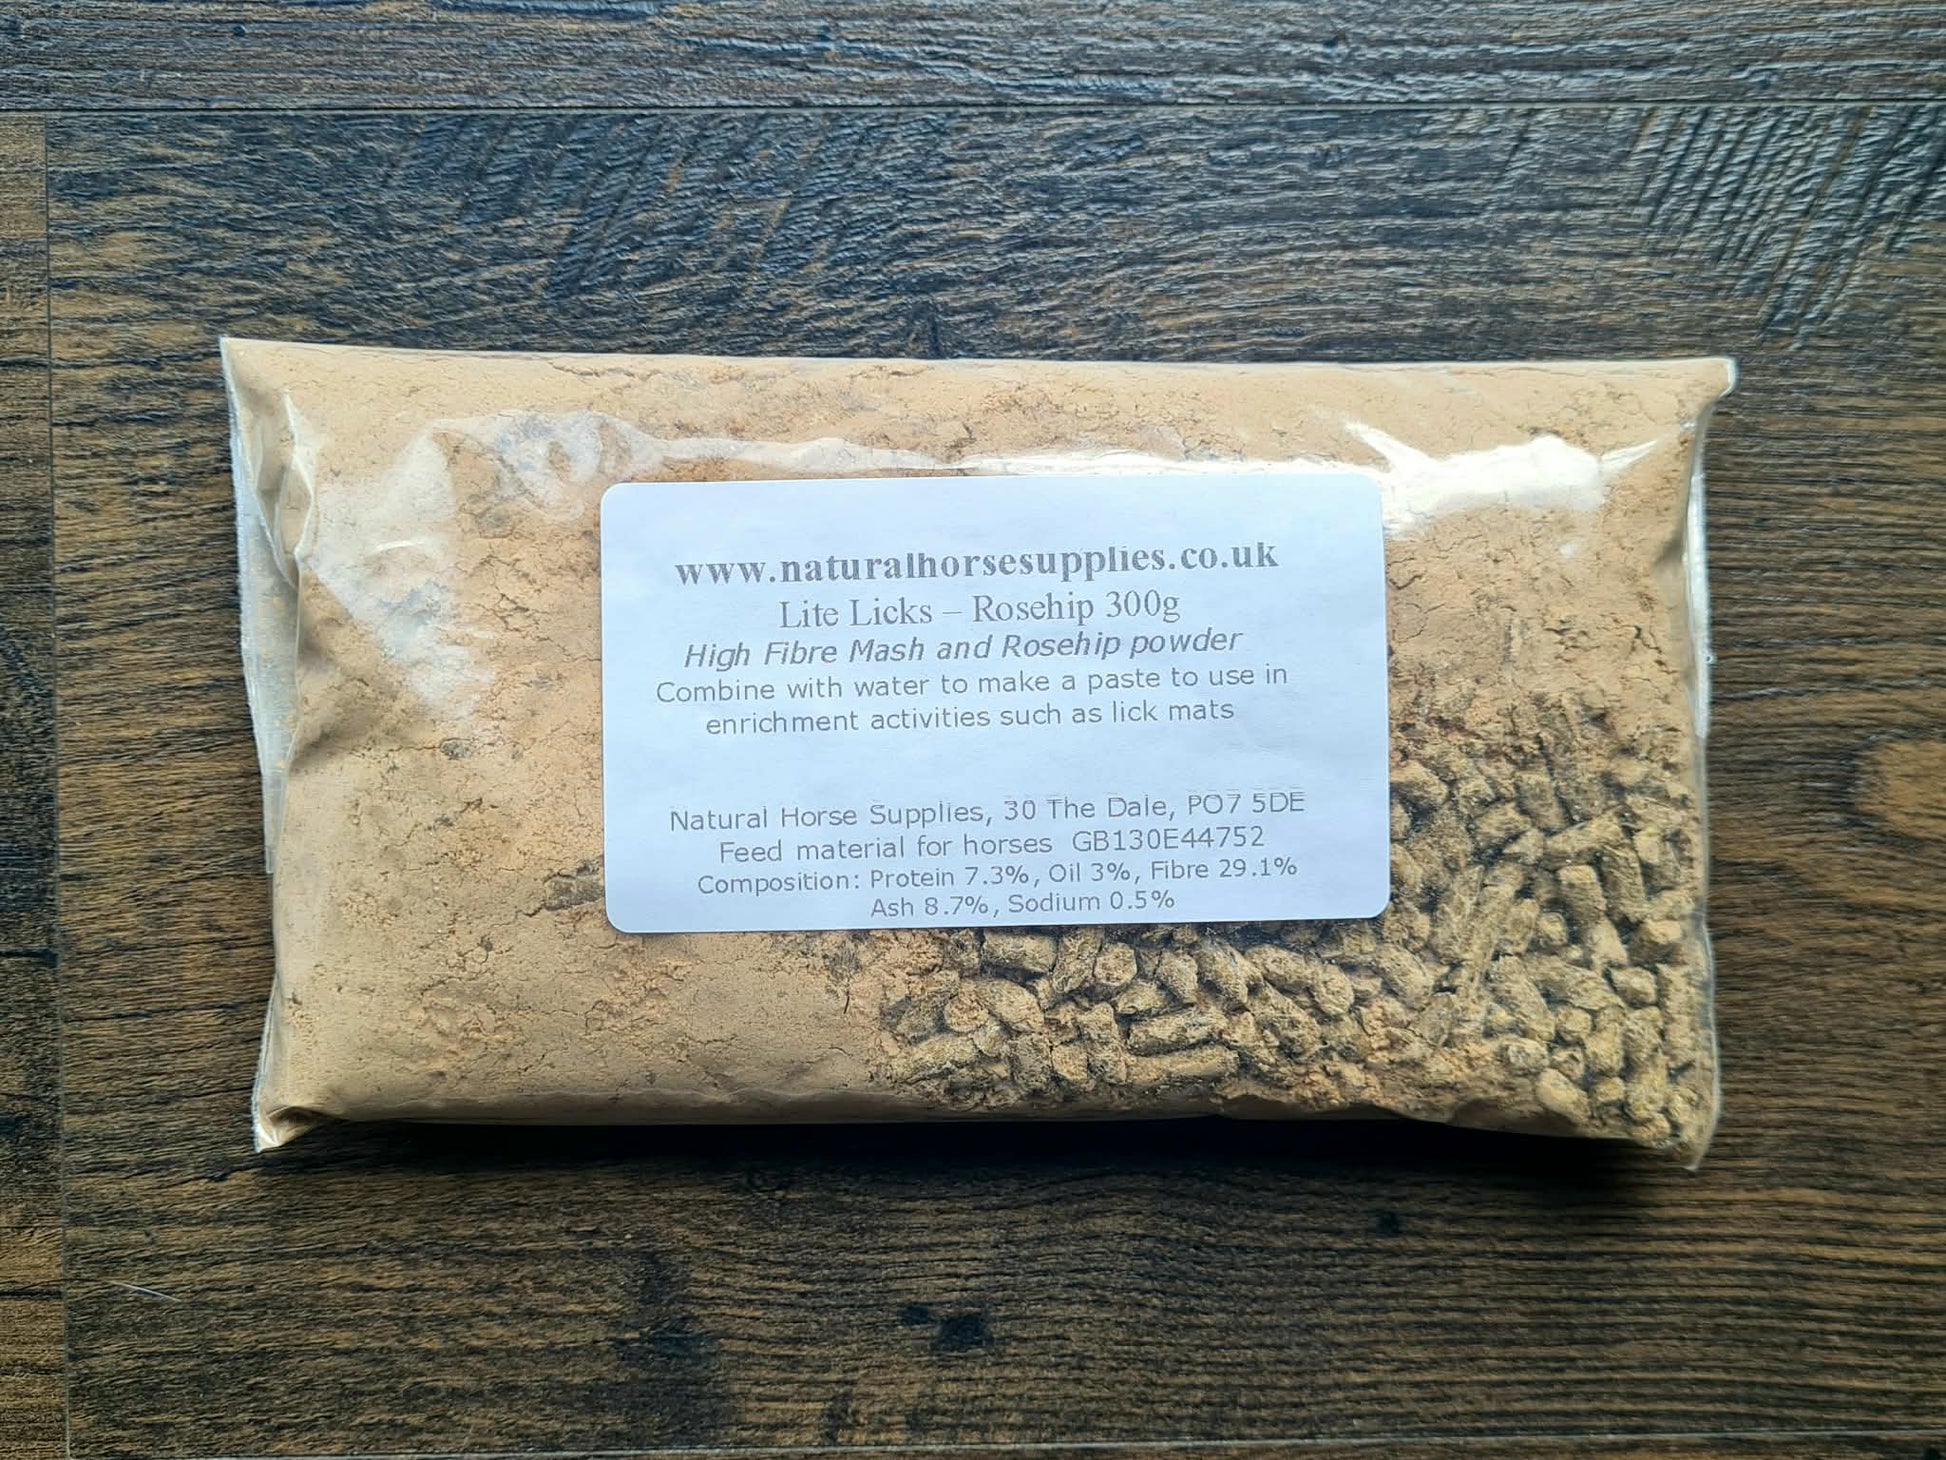 www.naturalhorsesupplies.co.uk
Lite Licks – Rosehip 300g
High Fibre Mash and Rosehip powder
Combine with water to make a paste to use in
enrichment activities such as lick mats
Natural Horse Supplies, 30 The Dale, PO7 5DE
Feed material for horses GB130E44752
Composition: Protein 7.3%, Oil 3%, Fibre 29.1%
Ash 8.7%, Sodium 0.5%